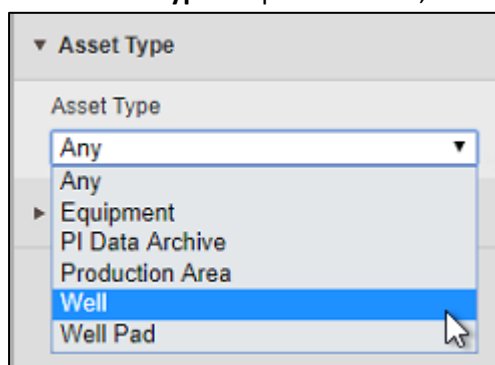 Asset Type
Asset Type
Any
Any
Equipment
PI Data Archive
Production Area
Well
Well Pad